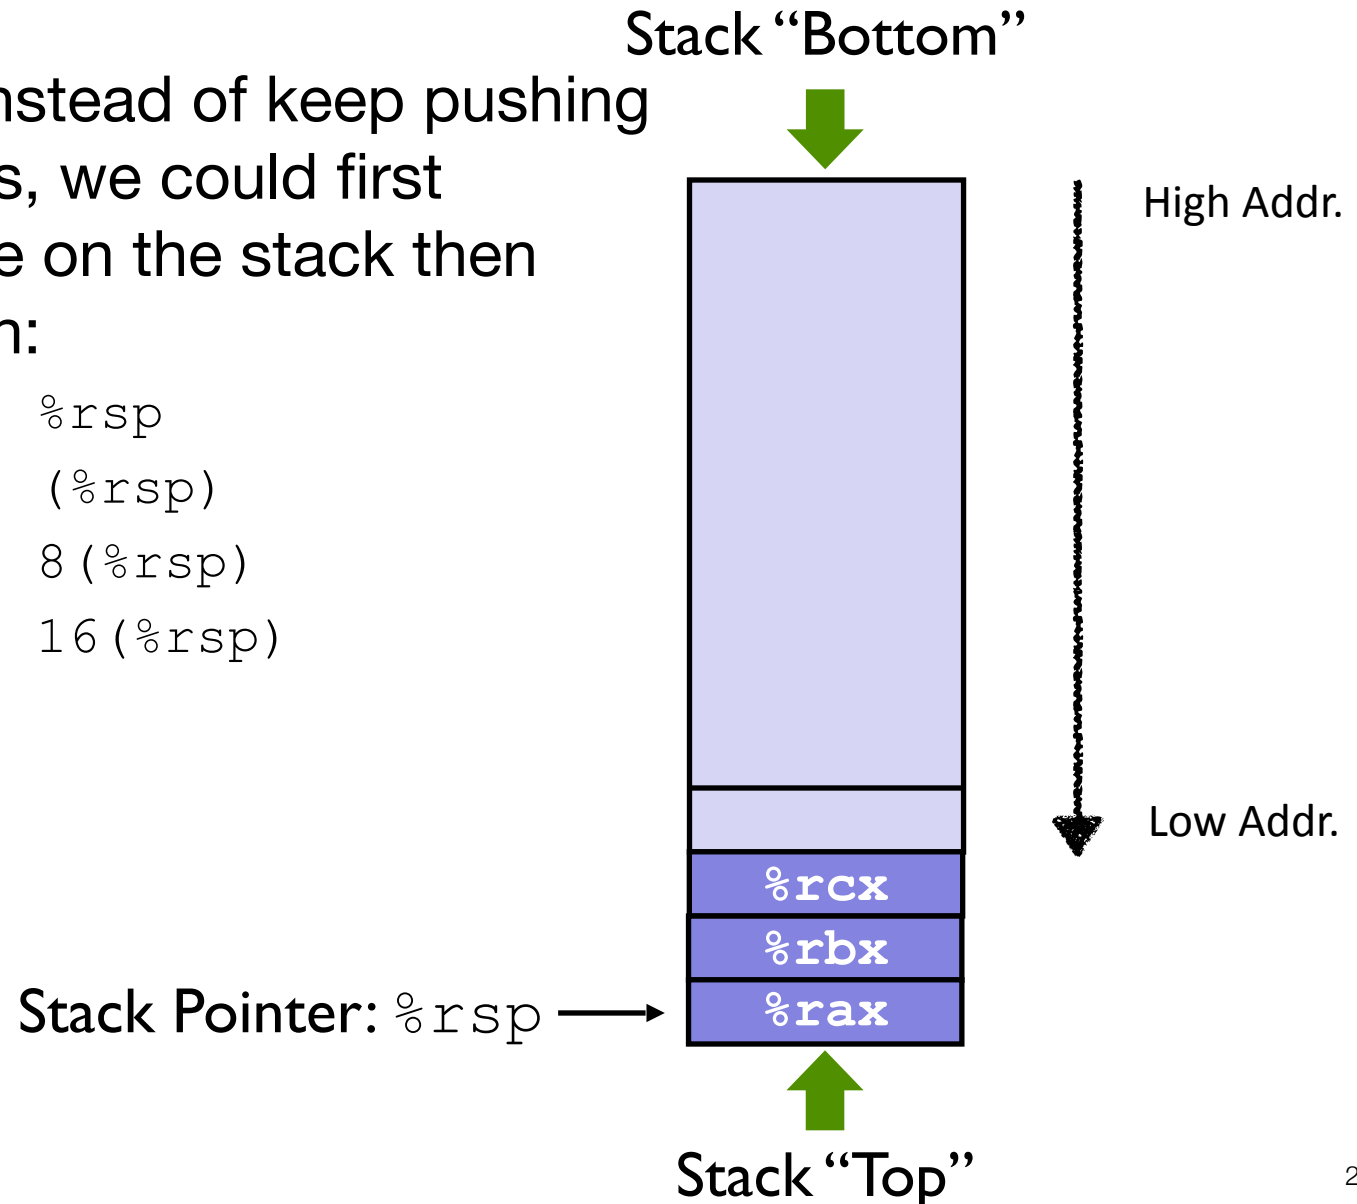 Stack “Bottom”
nstead of keep pushing
s, we could first
e on the stack then
n:
%rsp
(%rsp)
8(%rsp)
16(%rsp)
High Addr.
Low Addr.
%rcx
%rbx
Stack Pointer: %rsp
%rax
Stack “Top”
2